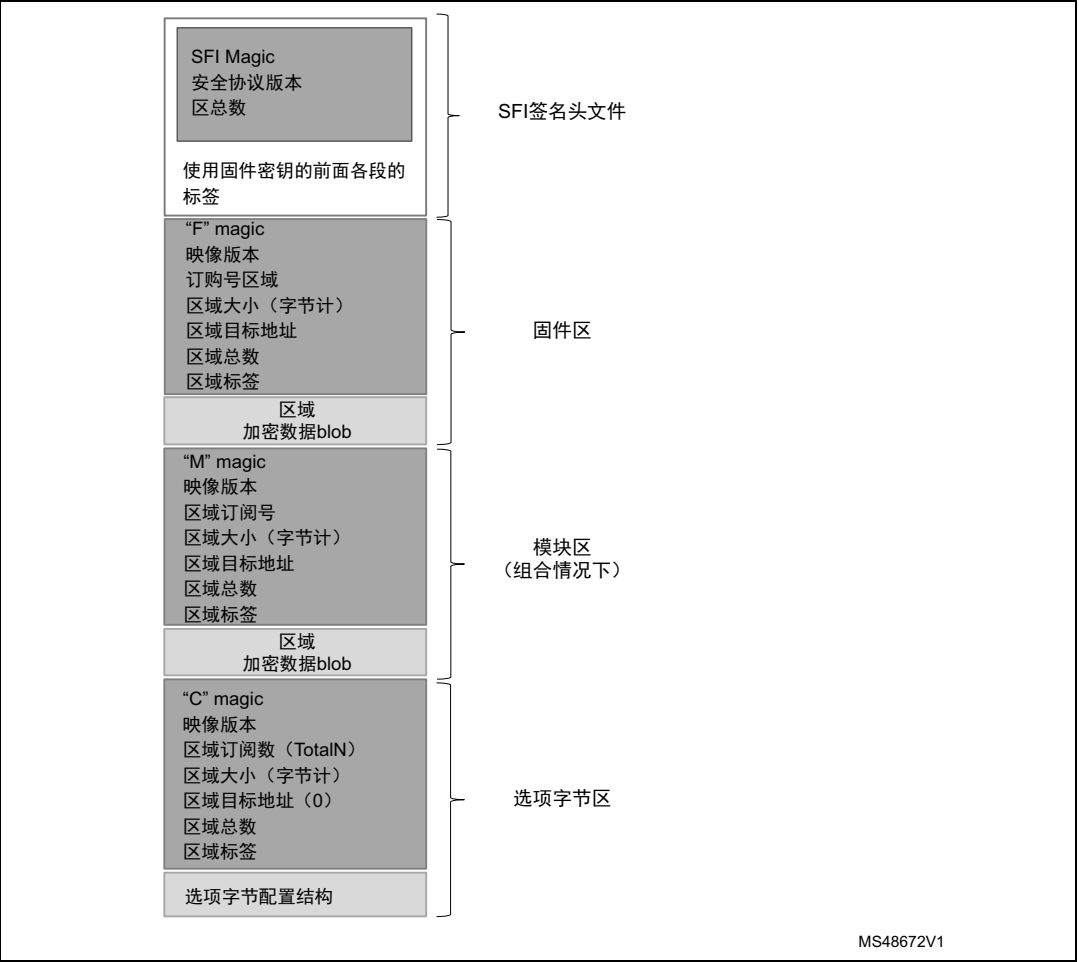 SFI Magic
安全协议版本
区总数
使用固件密钥的前面各段的
标签
SFI签名头文件
“F” magic
映像版本
订购号区域
区域大小（字节计）
区域目标地址
区域总数
区域标签
区域
加密数据blob
固件区
“M” magic
映像版本
区域订阅号
区域大小（字节计）
区域目标地址
区域总数
区域标签
区域
加密数据blob
模块区
（组合情况下）
“C” magic
映像版本
区域订阅数（TotalN）
区域大小（字节计）
区域目标地址（0）
区域总数
区域标签
选项字节配置结构
选项字节区
MS48672V1